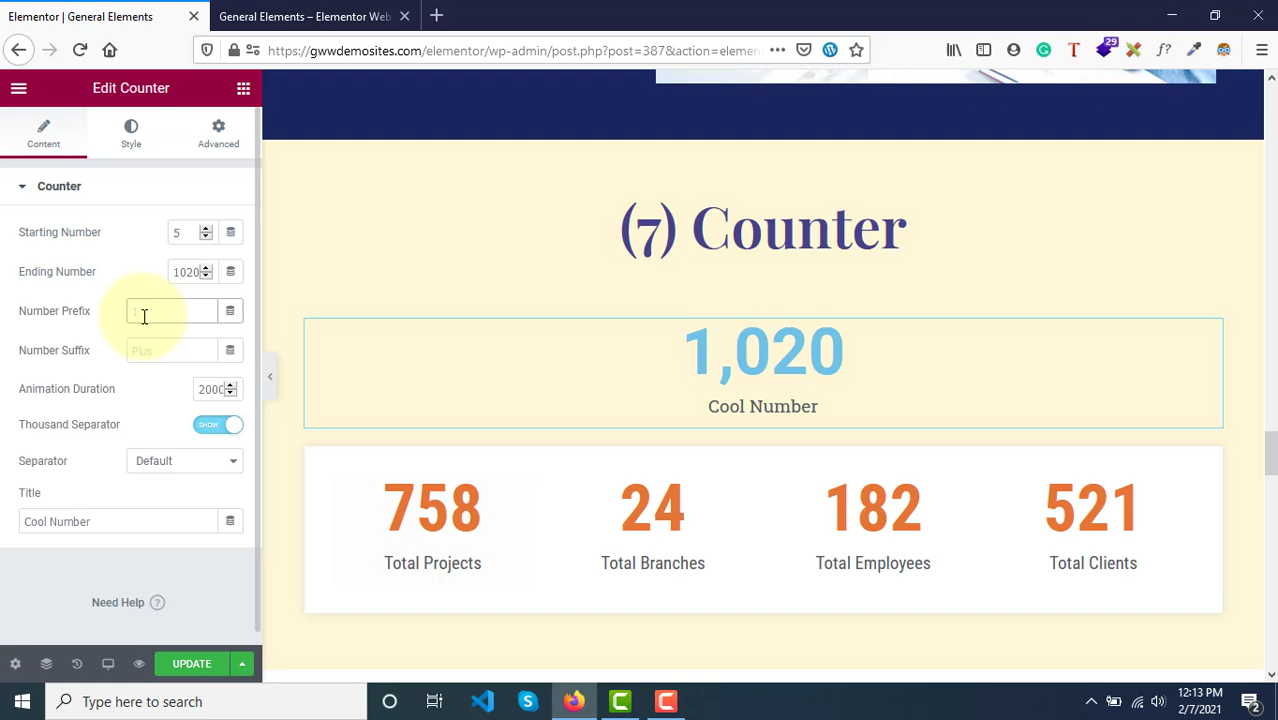 Elementor | General Elements
General Elements – Elementor Web
https://gwwdemosites.com/elementor/wp-admin/post.php?post=387&action=elemen
29
Edit Counter
Content
Style
Advanced
Counter
Starting Number
5
Ending Number
1020
Number Prefix
1
Number Suffix
Plus
Animation Duration
2000
Thousand Separator
SHOW
Separator
Default
Title
Cool Number
Need Help
UPDATE
(7) Counter
1,020
Cool Number
758
24
182
521
Total Projects
Total Branches
Total Employees
Total Clients
Type here to search
12:13 PM
2/7/2021
2